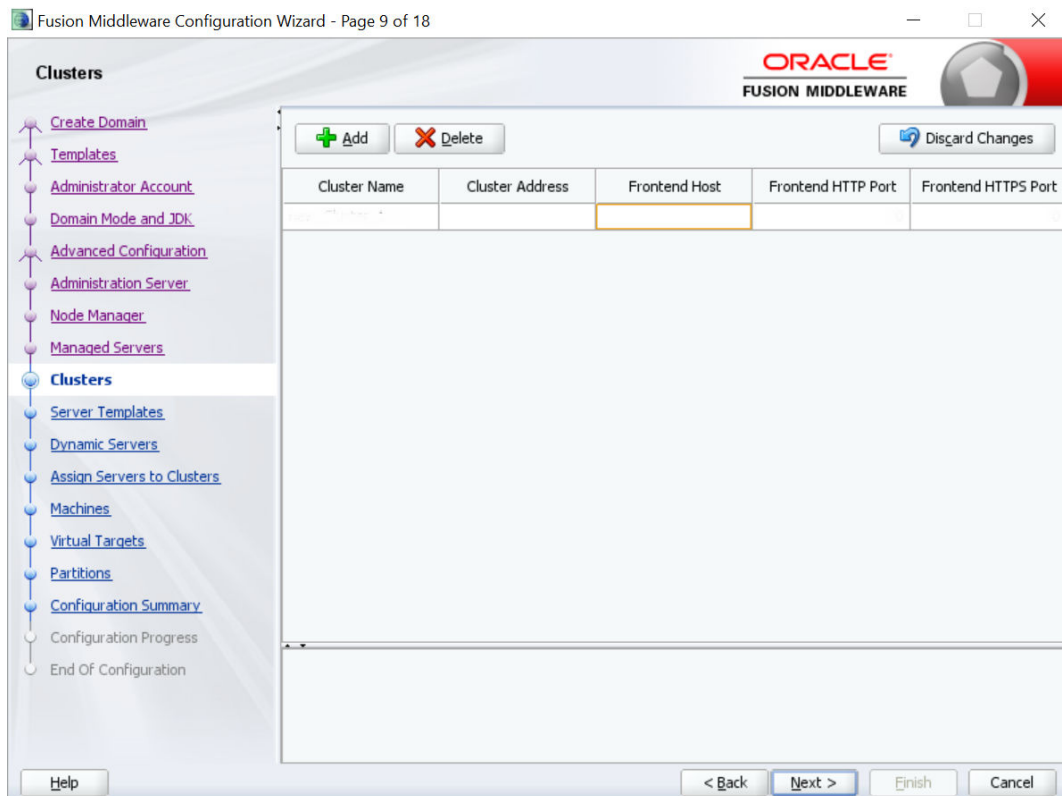 Fusion Middleware Configuration Wizard - Page 9 of 18
Clusters
ORACLE
FUSION MIDDLEWARE
Create Domain
Templates
Administrator Account
Domain Mode and JDK
Advanced Configuration
Administration Server
Node Manager
Managed Servers
Clusters
Server Templates
Dynamic Servers
Assign Servers to Clusters
Machines
Virtual Targets
Partitions
Configuration Summary
Configuration Progress
End Of Configuration
Add Delete Discard Changes
Cluster Name Cluster Address Frontend Host Frontend HTTP Port Frontend HTTPS Port
Help < Back Next > Finish Cancel